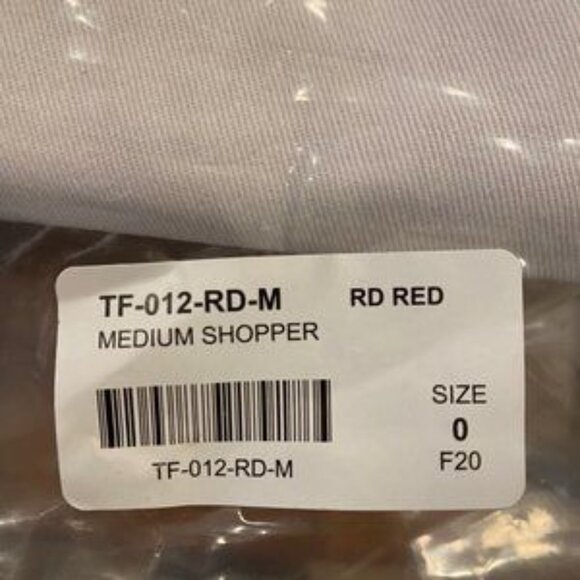 TF-012-RD-M RD RED
MEDIUM SHOPPER
SIZE
0
TF-012-RD-M F20